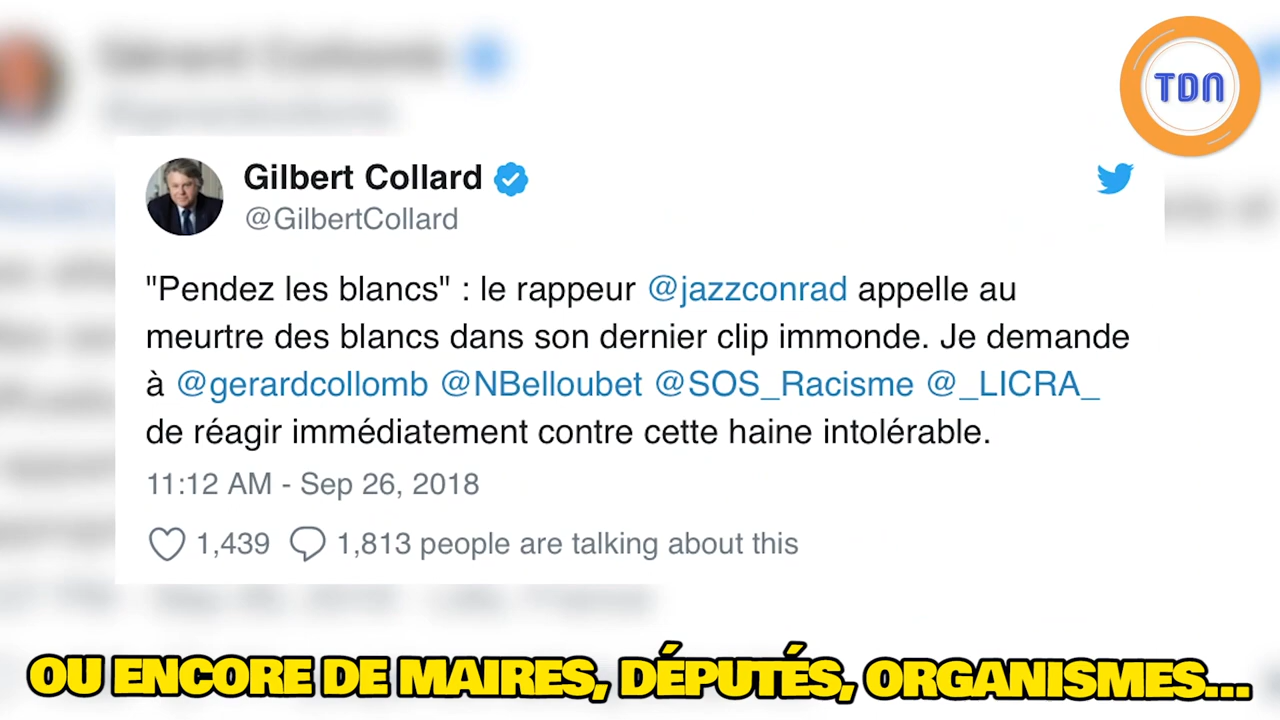 TDN
Gilbert Collard
@GilbertCollard
"Pendez les blancs" : le rappeur @jazzconrad appelle au
meurtre des blancs dans son dernier clip immonde. Je demande
à @gerardcollomb @NBelloubet @SOS_Racisme @_LICRA_
de réagir immédiatement contre cette haine intolérable.
11:12 AM - Sep 26, 2018
1,439 1,813 people are talking about this
OU ENCORE DE MAIRES, DÉPUTÉS, ORGANISMES...